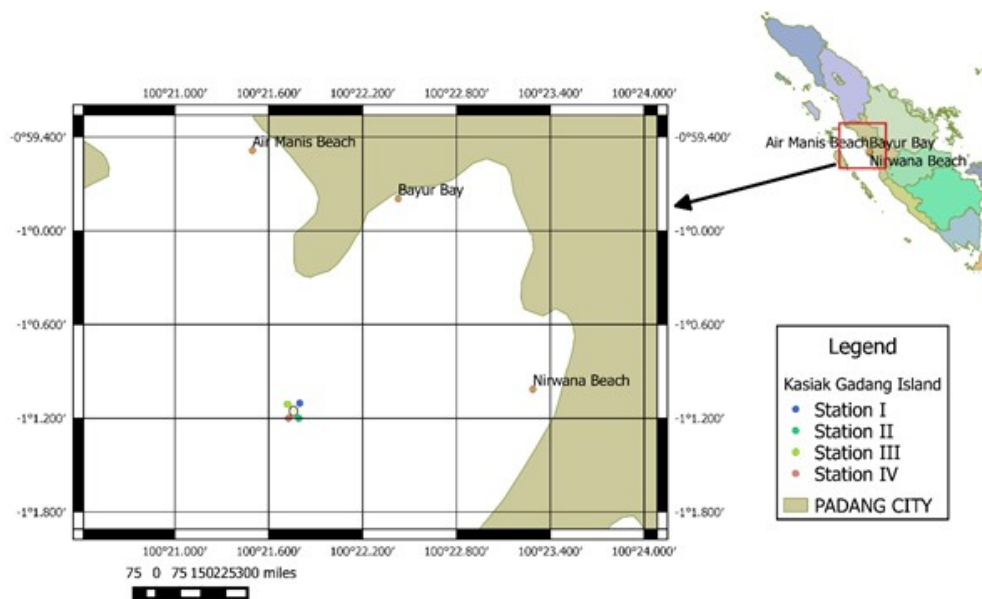 100°21.000' 100°21.600' 100°22.200' 100°22.800' 100°23.400' 100°24.000'
-0°59.400' -0°59.400'
Air Manis Beach
Bayur Bay
-1°0.000' -1°0.000'
-1°0.600' -1°0.600'
Nirwana Beach
-1°1.200' -1°1.200'
-1°1.800' -1°1.800'
100°21.000' 100°21.600' 100°22.200' 100°22.800' 100°23.400' 100°24.000'
75 0 75 150225300 miles
Air Manis Beach Bayur Bay
Nirwana Beach
Legend
Kasiak Gadang Island
Station I
Station II
Station III
Station IV
PADANG CITY